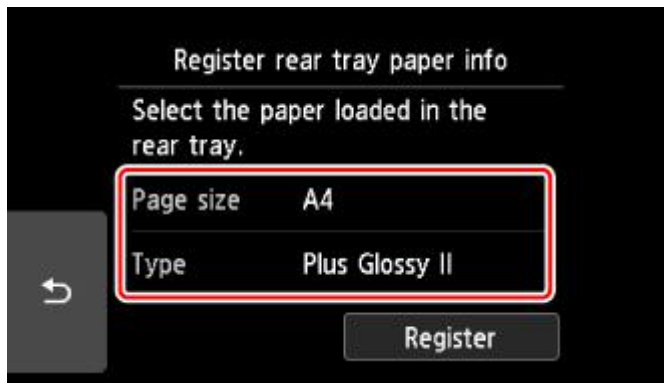 Register rear tray paper info
Select the paper loaded in the
rear tray.
Page size A4
Type Plus Glossy II
Register